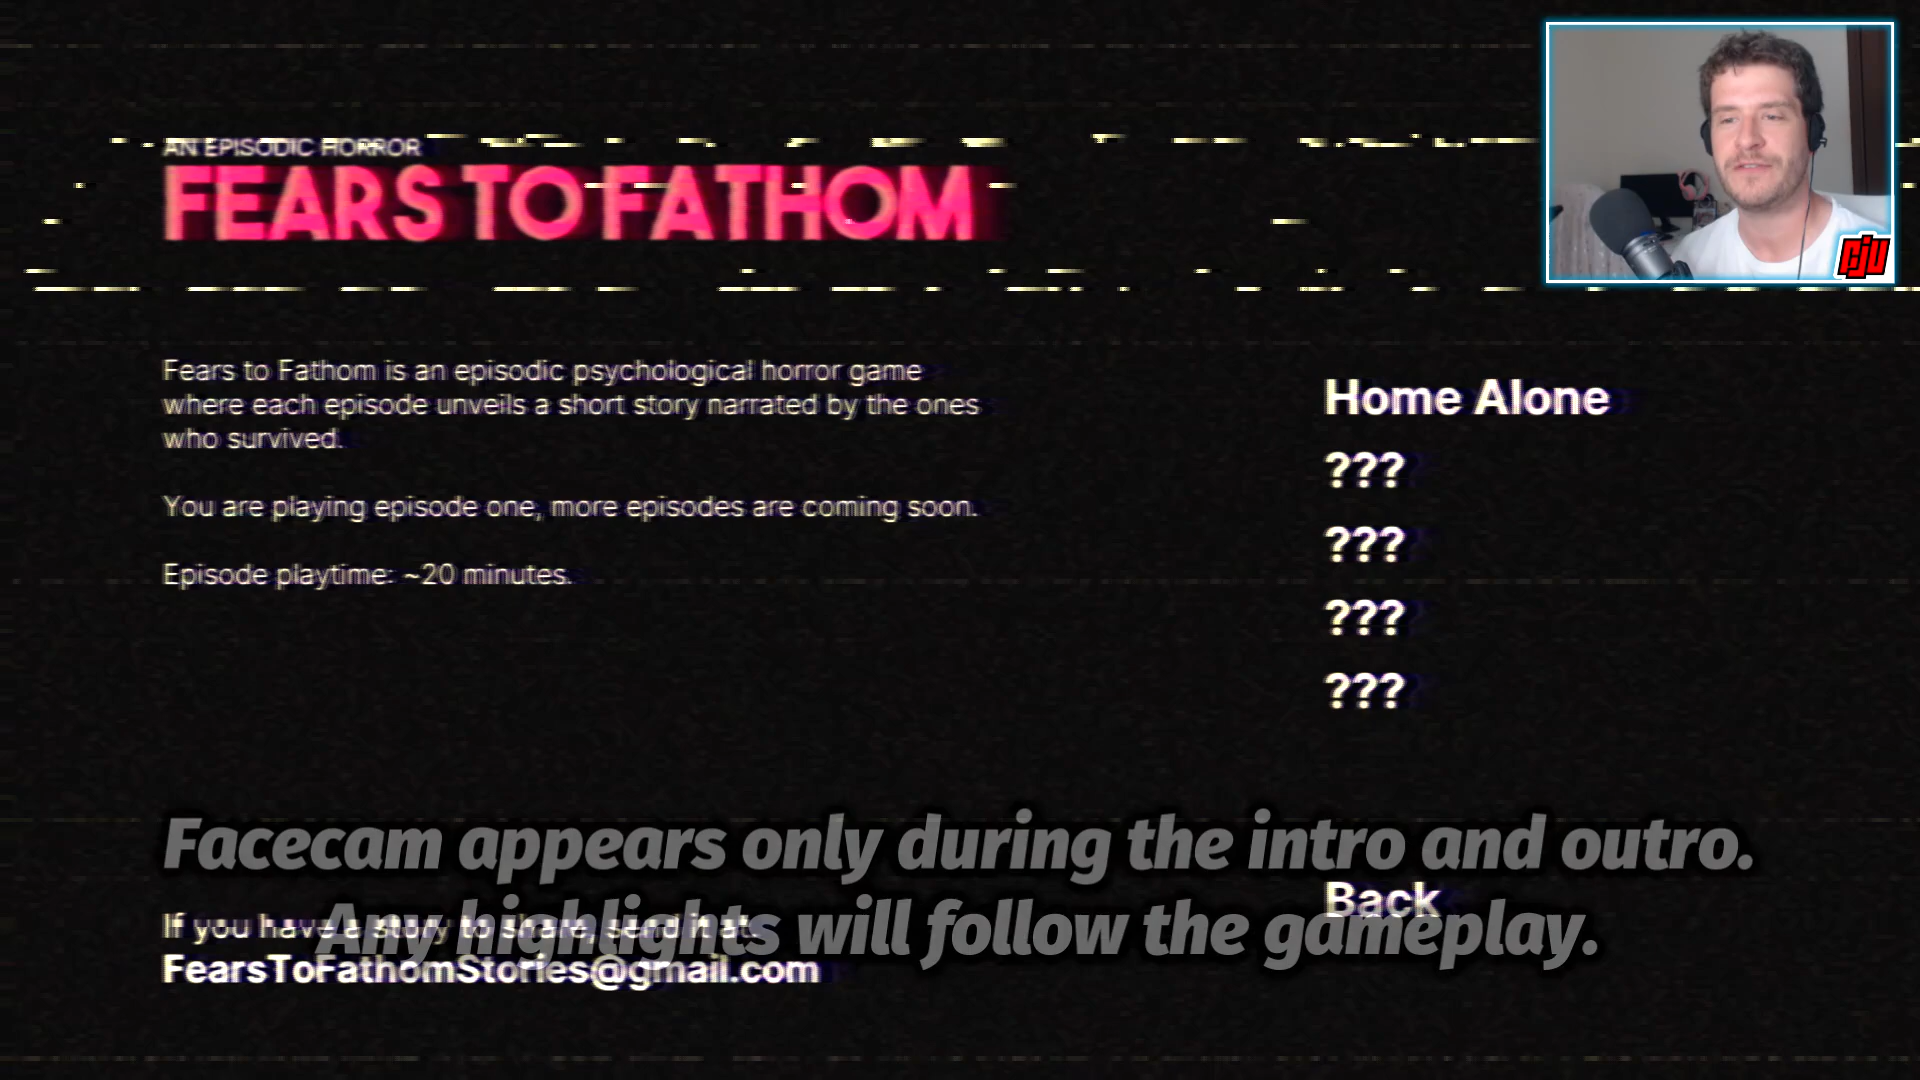 AN EPISODIC HORROR
FEARS TO FATHOM
Fears to Fathom is an episodic psychological horror game
where each episode unveils a short story narrated by the ones
who survived.
You are playing episode one, more episodes are coming soon.
Episode playtime: ~20 minutes.
Home Alone
???
???
???
???
Back
Facecam appears only during the intro and outro.
Any highlights will follow the gameplay.
If you have a story to share, send it at.
FearsToFathomStories@gmail.com